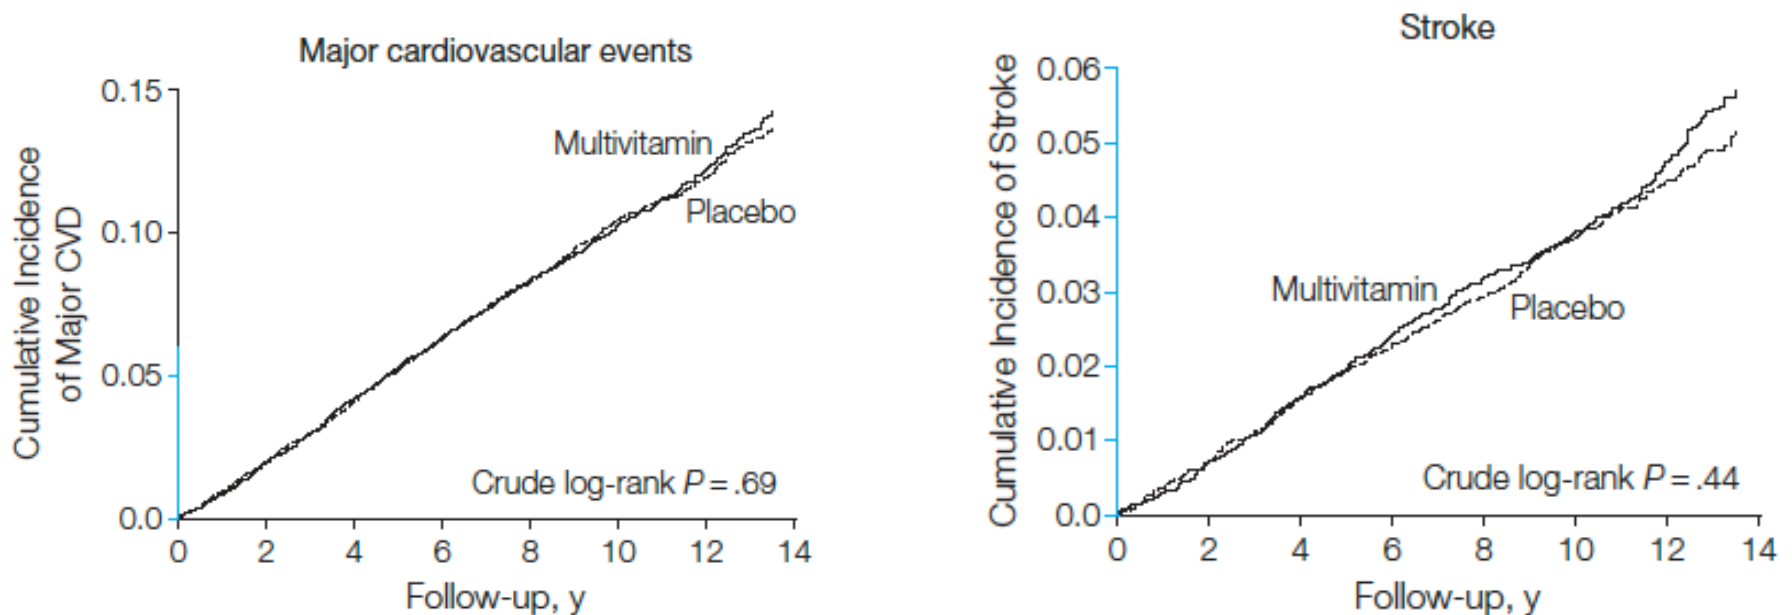 Major cardiovascular events
Cumulative Incidence
of Major CVD
0.15
0.10
0.05
0.0
Multivitamin
Placebo
Crude log-rank P = .69
0 2 4 6 8 10 12 14
Follow-up, y
Stroke
Cumulative Incidence of Stroke
0.06
0.05
0.04
0.03
0.02
0.01
0.0
Multivitamin
Placebo
Crude log-rank P = .44
0 2 4 6 8 10 12 14
Follow-up, y